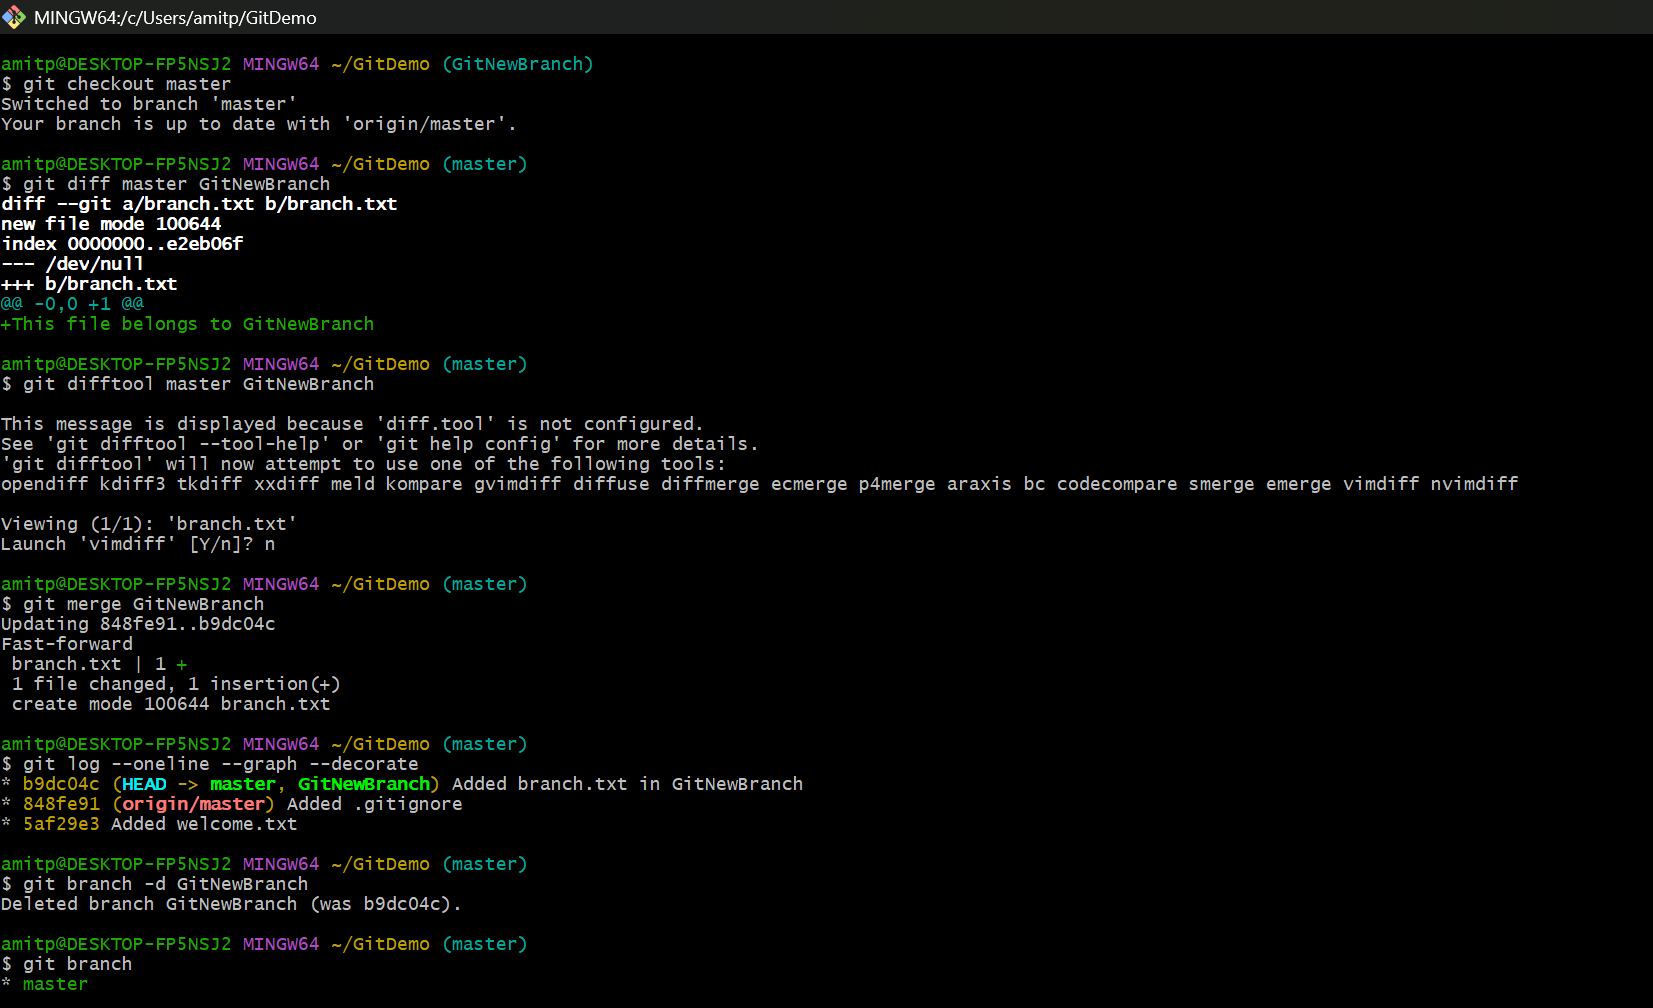 MINGW64:/c/Users/amitp/GitDemo
amitp@DESKTOP-FP5NSJ2 MINGW64 ~/GitDemo (GitNewBranch)
$ git checkout master
Switched to branch 'master'
Your branch is up to date with 'origin/master'.
amitp@DESKTOP-FP5NSJ2 MINGW64 ~/GitDemo (master)
$ git diff master GitNewBranch
diff --git a/branch.txt b/branch.txt
new file mode 100644
index 0000000..e2eb06f
--- /dev/null
+++ b/branch.txt
@@ -0,0 +1 @@
+This file belongs to GitNewBranch
amitp@DESKTOP-FP5NSJ2 MINGW64 ~/GitDemo (master)
$ git difftool master GitNewBranch
This message is displayed because 'diff.tool' is not configured.
See 'git difftool --tool-help' or 'git help config' for more details.
'git difftool' will now attempt to use one of the following tools:
opendiff kdiff3 tkdiff xxdiff meld kompare gvimdiff diffuse diffmerge ecmerge p4merge araxis bc codecompare smerge emerge vimdiff nvimdiff
Viewing (1/1): 'branch.txt'
Launch 'vimdiff' [Y/n]? n
amitp@DESKTOP-FP5NSJ2 MINGW64 ~/GitDemo (master)
$ git merge GitNewBranch
Updating 848fe91..b9dc04c
Fast-forward
 branch.txt | 1 +
 1 file changed, 1 insertion(+)
 create mode 100644 branch.txt
amitp@DESKTOP-FP5NSJ2 MINGW64 ~/GitDemo (master)
$ git log --oneline --graph --decorate
* b9dc04c (HEAD -> master, GitNewBranch) Added branch.txt in GitNewBranch
* 848fe91 (origin/master) Added .gitignore
* 5af29e3 Added welcome.txt
amitp@DESKTOP-FP5NSJ2 MINGW64 ~/GitDemo (master)
$ git branch -d GitNewBranch
Deleted branch GitNewBranch (was b9dc04c).
amitp@DESKTOP-FP5NSJ2 MINGW64 ~/GitDemo (master)
$ git branch
* master